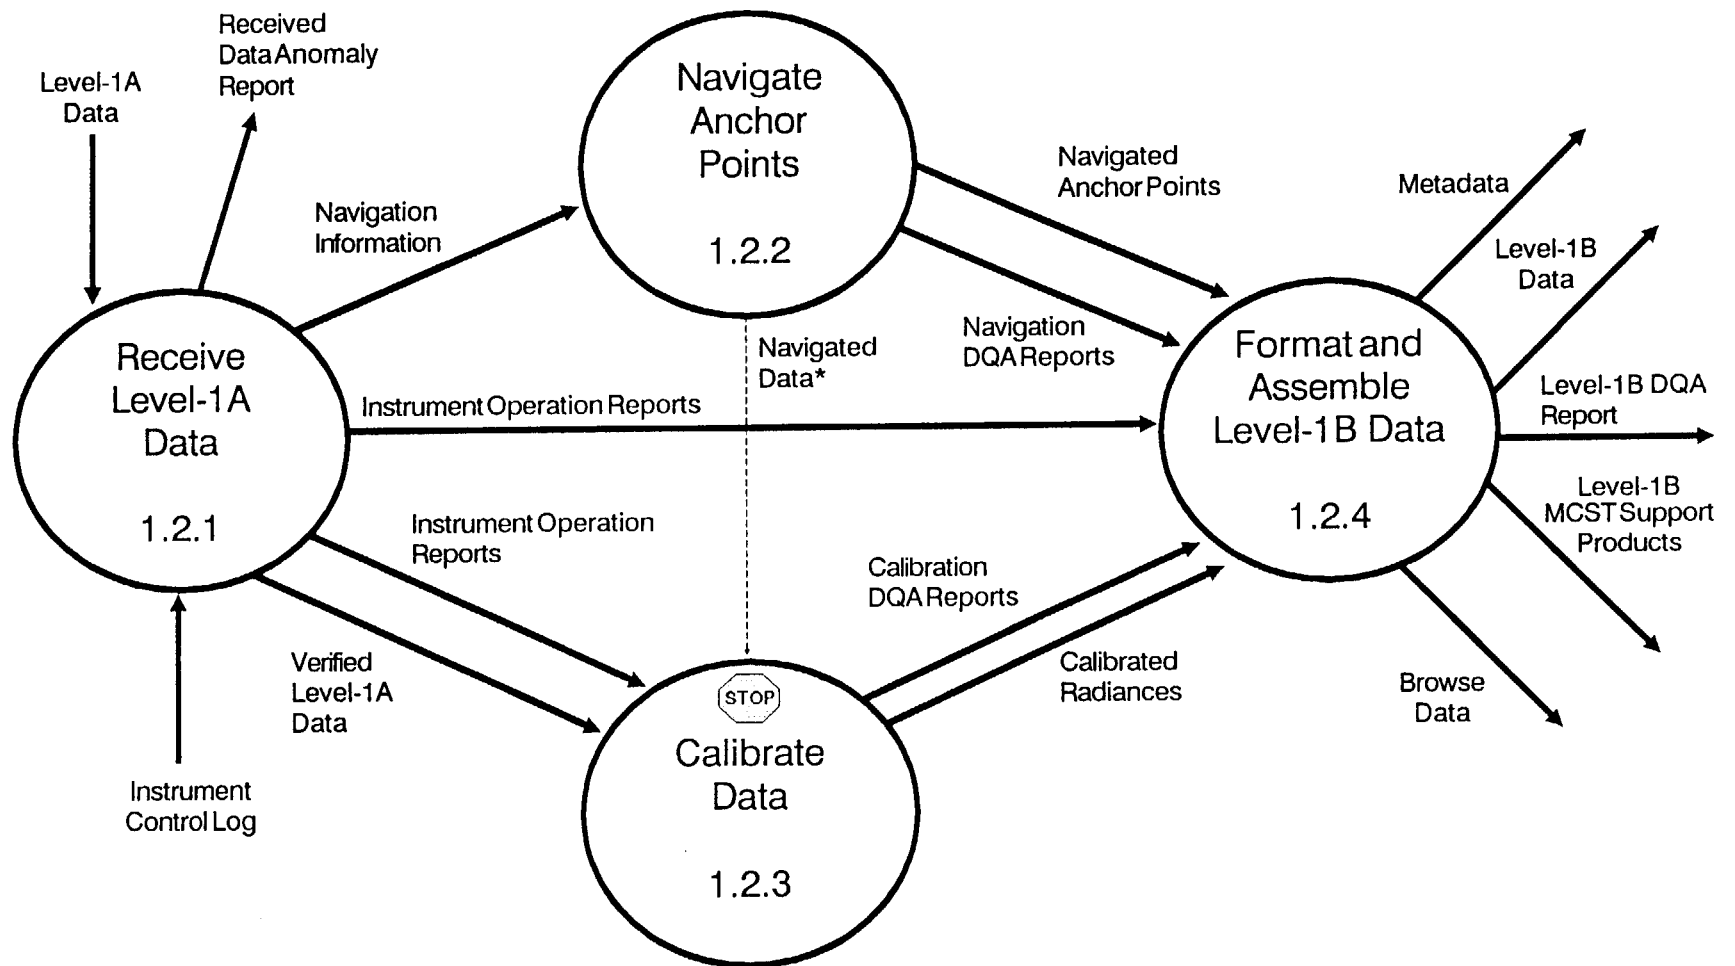 Received
Data Anomaly
Report
Level-1A
Data
Navigate
Anchor
Points
1.2.2
Navigation
Information
Navigated
Anchor Points
Metadata
Level-1B
Data
Receive
Level-1A
Data
1.2.1
Navigated
Data*
Navigation
DQA Reports
Format and
Assemble
Level-1B Data
1.2.4
Instrument Operation Reports
Level-1B DQA
Report
Level-1B
MCST Support
Products
Instrument Operation
Reports
Calibration
DQA Reports
Verified
Level-1A
Data
Calibrated
Radiances
Browse
Data
STOP
Calibrate
Data
1.2.3
Instrument
Control Log